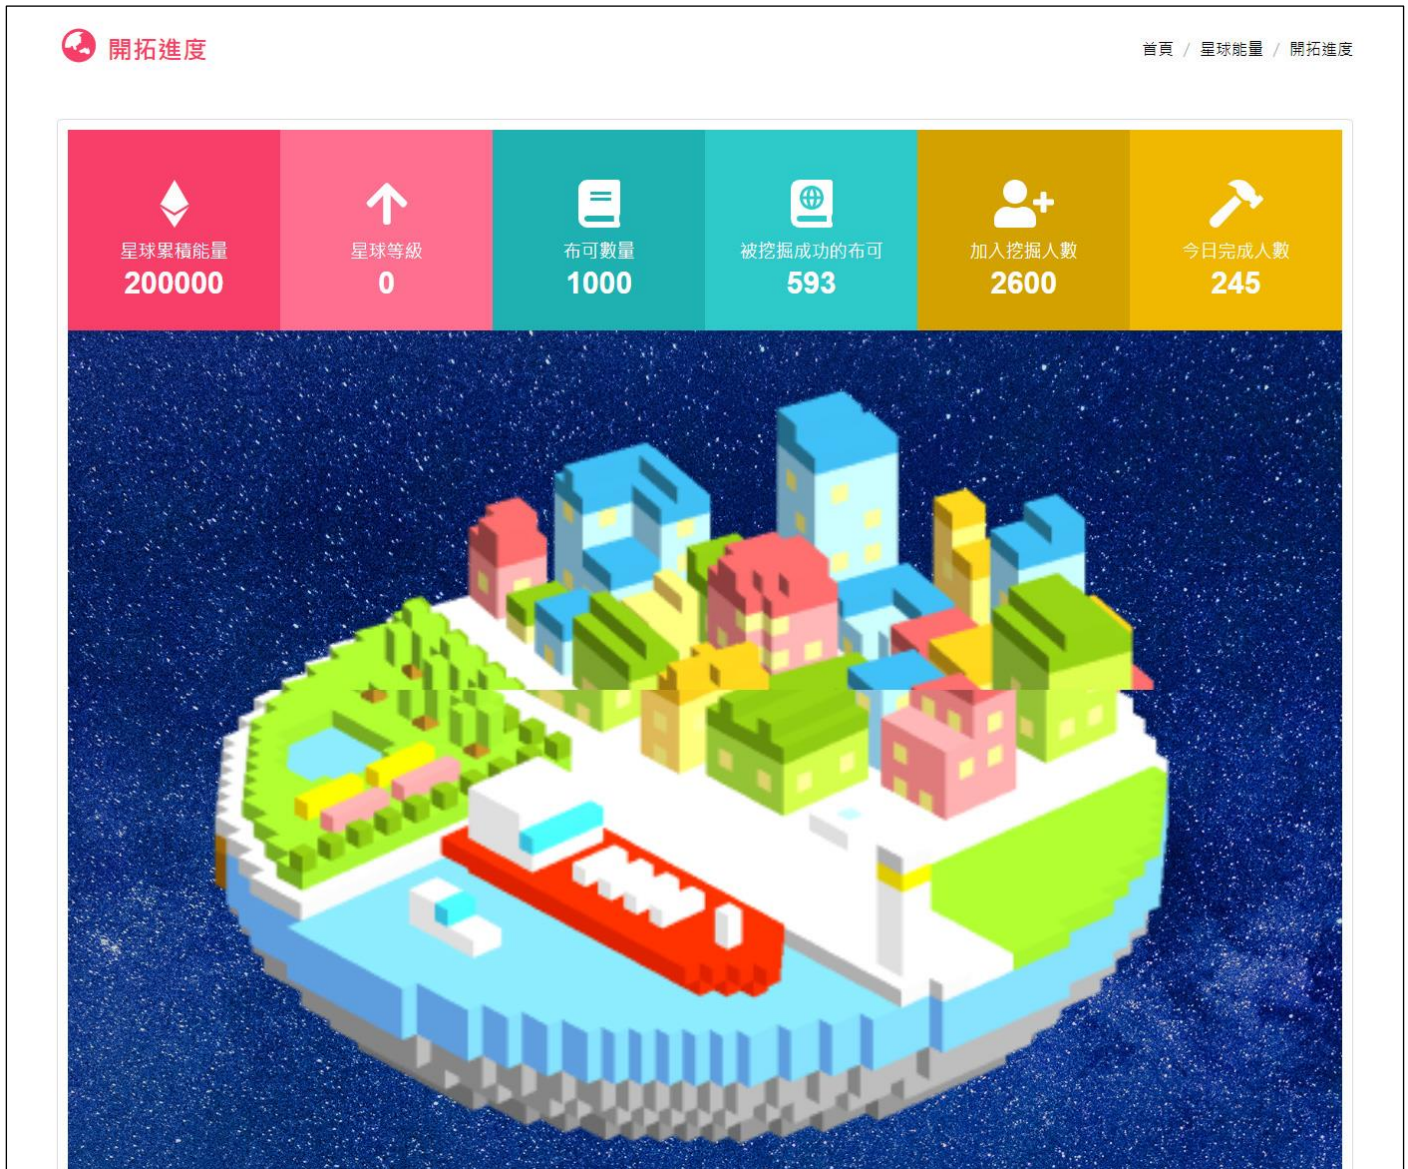 開拓進度
首頁 / 星球能量 / 開拓進度
星球累積能量
200000
星球等級
0
布可數量
1000
被挖掘成功的布可
593
加入挖掘人數
2600
今日完成人數
245